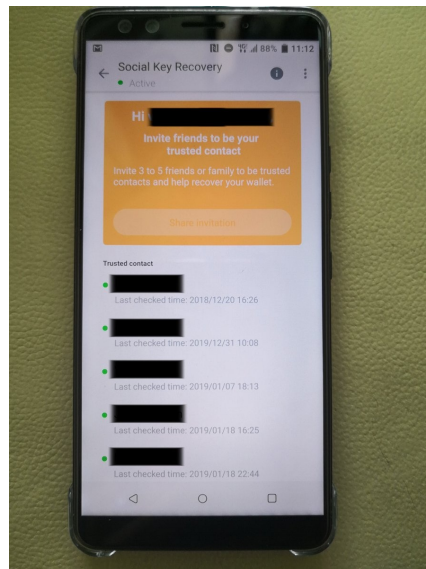 4G 88% 11:12
Social Key Recovery
Active
Hi
Invite friends to be your
trusted contact
Invite 3 to 5 friends or family to be trusted
contacts and help recover your wallet.
Share invitation
Trusted contact
Last checked time: 2018/12/20 16:26
Last checked time: 2019/12/31 10:08
Last checked time: 2019/01/07 18:13
Last checked time: 2019/01/18 16:25
Last checked time: 2019/01/18 22:44